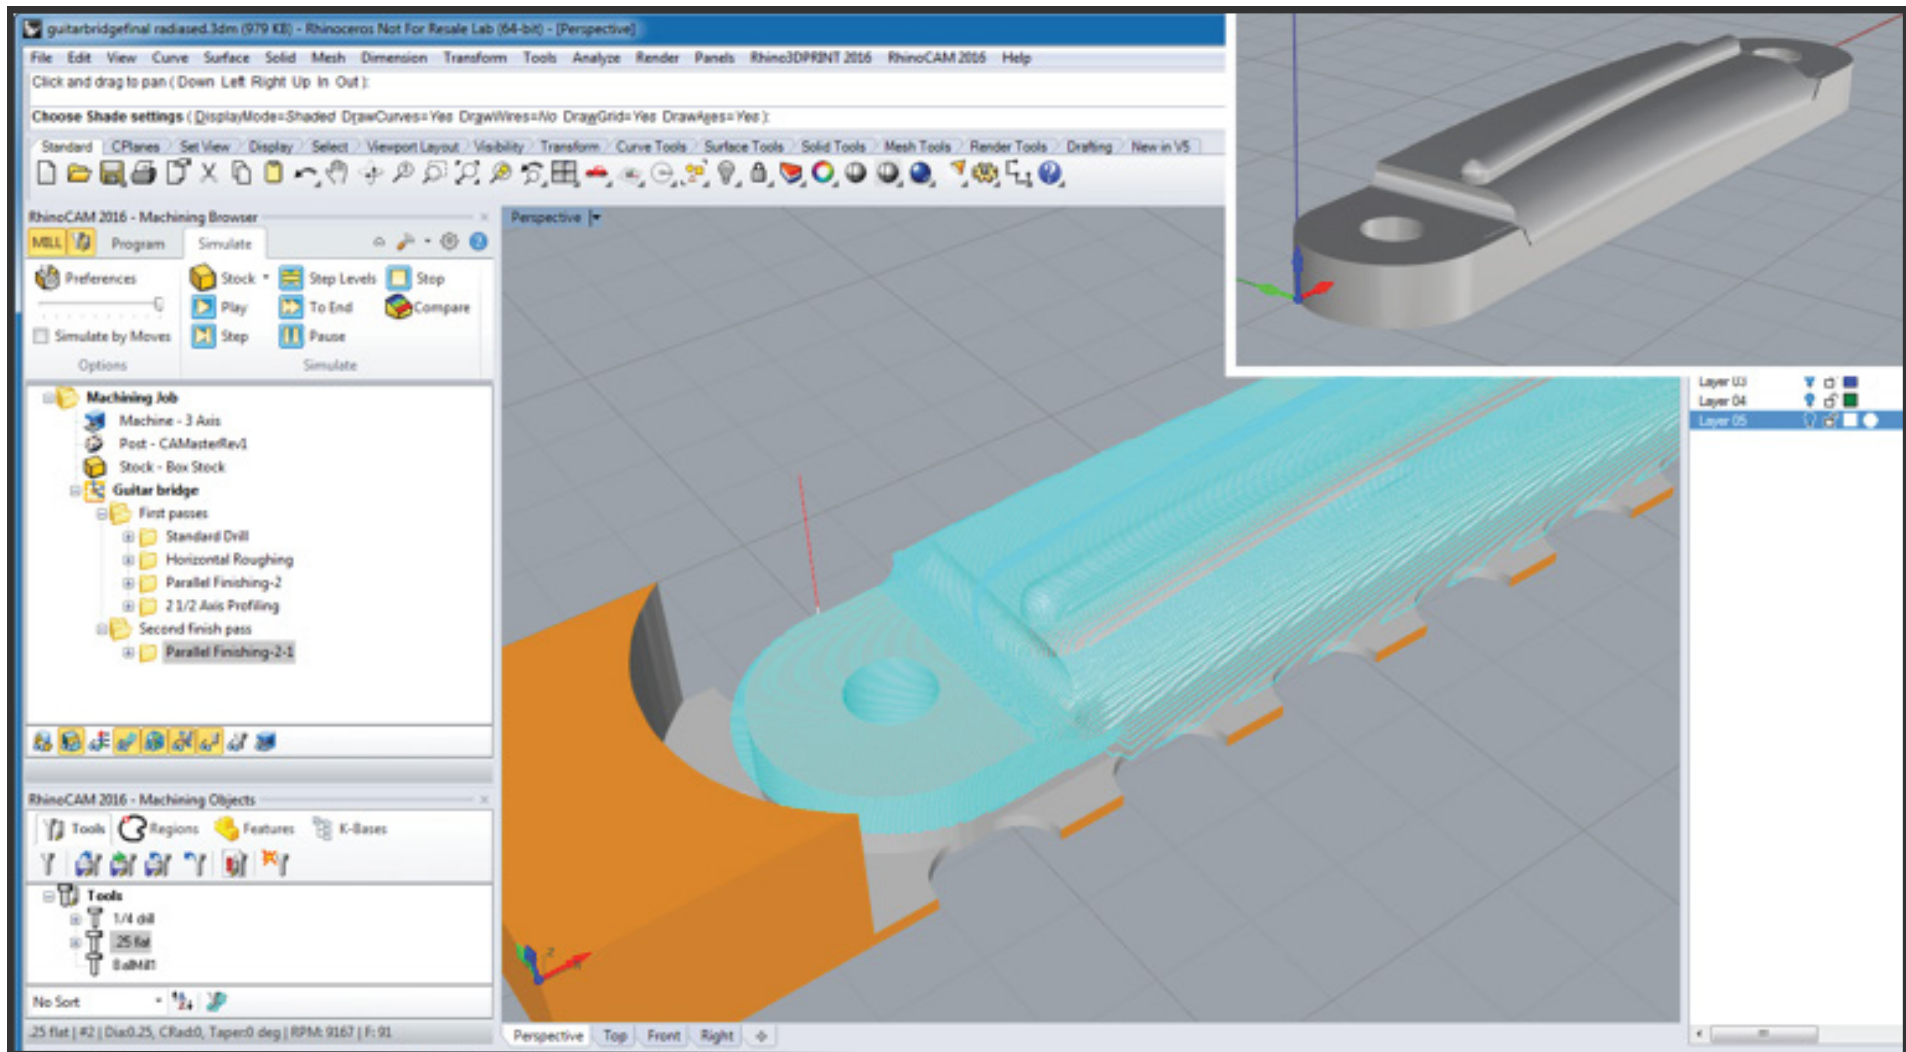 guitarbridgefinal radiased.3dm (979 KB) - Rhinoceros Not For Resale Lab (64-bit) - [Perspective]
File Edit View Curve Surface Solid Mesh Dimension Transform Tools Analyze Render Panels Rhino3DPRINT 2016 RhinoCAM 2016 Help
Click and drag to pan ( Down Left Right Up In Out ):
Choose Shade settings ( DisplayMode=Shaded DrawCurves=Yes DrawWires=No DrawGrid=Yes DrawAxes=Yes ):
Standard CPlanes Set View Display Select Viewport Layout Visibility Transform Curve Tools Surface Tools Solid Tools Mesh Tools Render Tools Drafting New in V5
RhinoCAM 2016 - Machining Browser
Perspective
MILL Program Simulate
Preferences Stock Step Levels Stop
Play To End Compare
Simulate by Moves Step Pause
Options Simulate
Machining Job
Machine - 3 Axis
Post - CAMasterRev1
Stock - Box Stock
Guitar bridge
First passes
Standard Drill
Horizontal Roughing
Parallel Finishing-2
2 1/2 Axis Profiling
Second finish pass
Parallel Finishing-2-1
Layer 03
Layer 04
Layer 05
RhinoCAM 2016 - Machining Objects
Tools Regions Features K-Bases
Tools
1/4 drill
.25 flat
BallMill1
No Sort
.25 flat | #2 | Dia:0.25, CRad:0, Taper:0 deg | RPM: 9167 | F: 91
Perspective Top Front Right
z